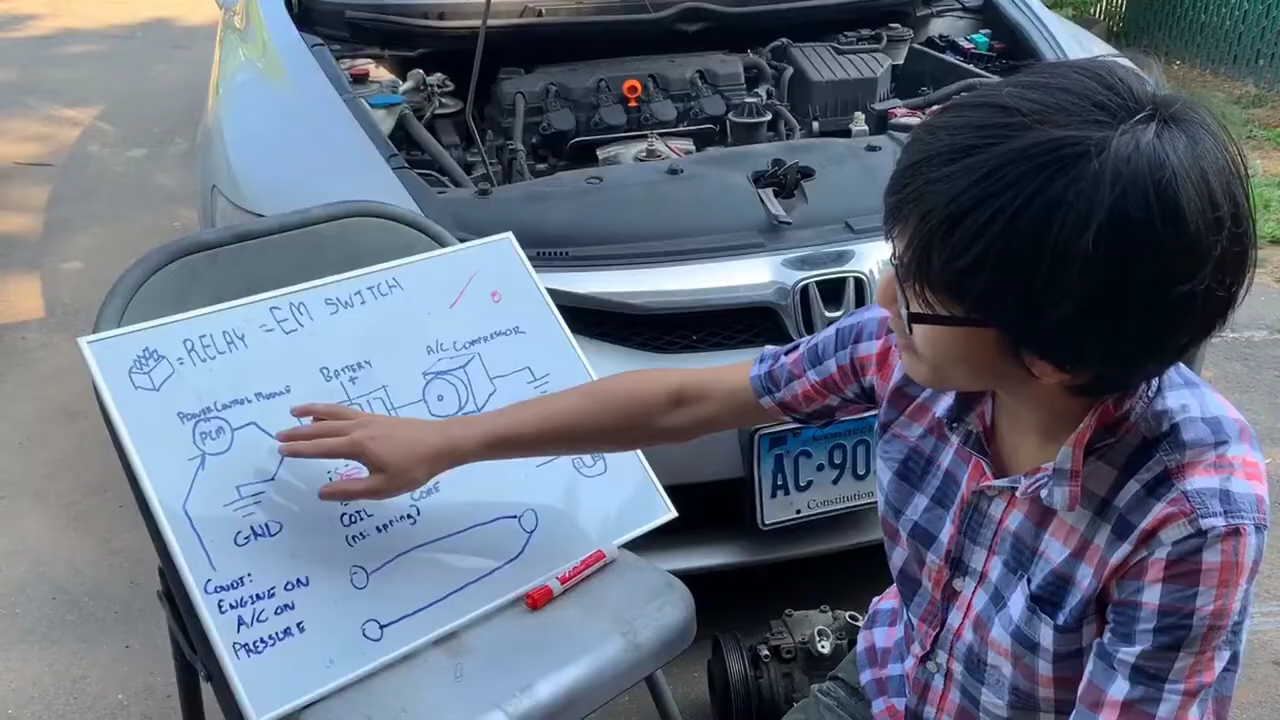 = RELAY = EM SWITCH
BATTERY
+
A/C COMPRESSOR
POWER CONTROL MODULE
PCM
GND
CORE
COIL
(not spring)
COND:
ENGINE ON
A/C ON
PRESSURE
AC·90
Constitution